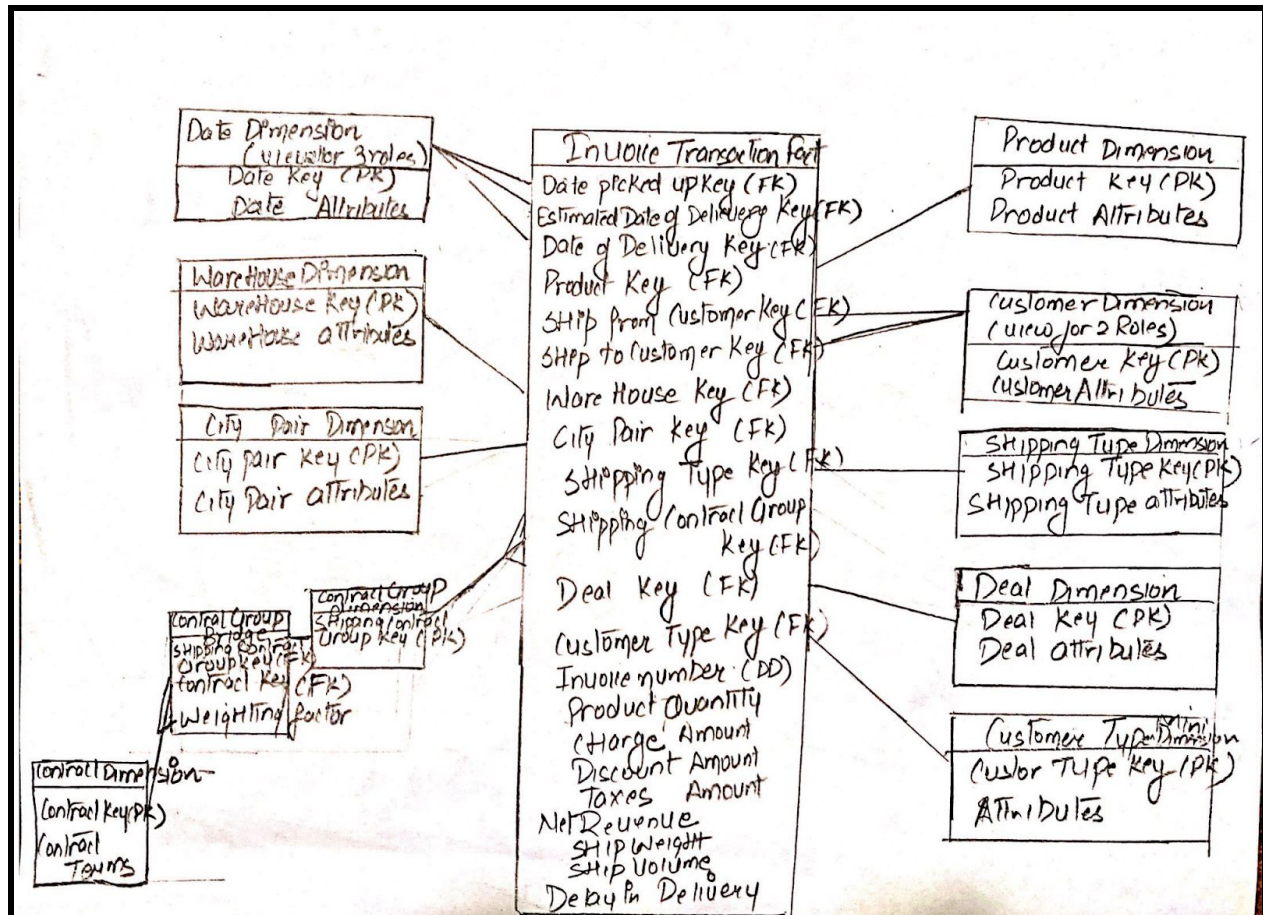 Date Dimension
(view for 3 roles)
Date Key (PK)
Date Attributes
WareHouse Dimension
WareHouse Key (PK)
WareHouse attributes
City Pair Dimension
City pair Key (PK)
City Pair attributes
Contract Group
Dimension
Shipping Contract
Group Key (PK)
Contract Group
Bridge
Shipping Contract
Group Key (FK)
Contract Key (FK)
Weighting factor
Contract Dimension
Contract Key (PK)
Contract
Terms
Invoice Transaction fact
Date picked up Key (FK)
Estimated Date of Delievery Key (FK)
Date of Delivery Key (FK)
Product Key (FK)
SHip from Customer Key (FK)
SHip to Customer Key (FK)
Ware House Key (FK)
City Pair Key (FK)
SHipping Type Key (FK)
SHipping Contract Group
Key (FK)
Deal Key (FK)
Customer Type Key (FK)
Invoice number (DD)
Product Quantity
CHarge Amount
Discount Amount
Taxes Amount
Net Revenue
SHip Weight
SHip Volume
Delay in Delivery
Product Dimension
Product Key (PK)
Product Attributes
Customer Dimension
(view for 2 Roles)
Customer Key (PK)
Customer Attributes
SHipping Type Dimension
SHipping Type Key (PK)
SHipping Type attributes
Deal Dimension
Deal Key (PK)
Deal attributes
Customer Type Mini Dimension
Custor Type Key (PK)
Attributes